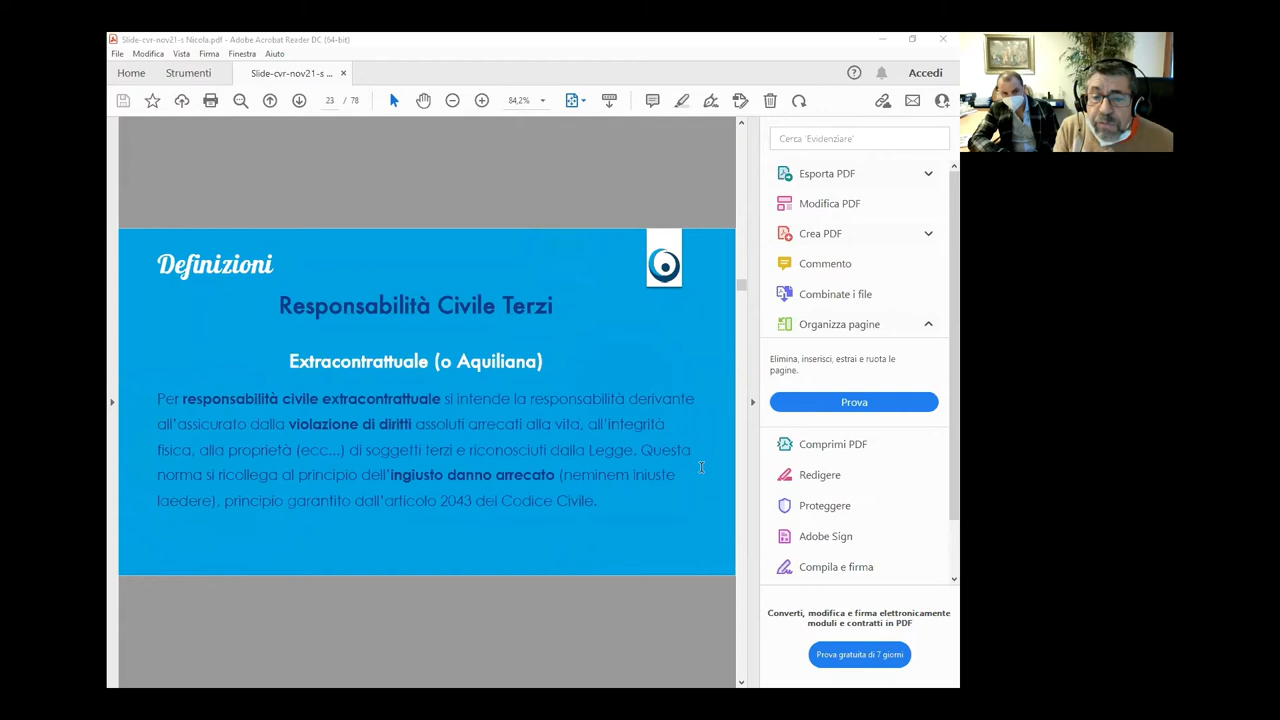 Slide-cvr-nov21-s Nicola.pdf - Adobe Acrobat Reader DC (64-bit)
File Modifica Vista Firma Finestra Aiuto
Home Strumenti Slide-cvr-nov21-s ... × Accedi
23 / 78 84,2%
Cerca 'Evidenziare'
Esporta PDF
Modifica PDF
Crea PDF
Commento
Combinate i file
Organizza pagine
Elimina, inserisci, estrai e ruota le
pagine.
Prova
Comprimi PDF
Redigere
Proteggere
Adobe Sign
Compila e firma
Converti, modifica e firma elettronicamente
moduli e contratti in PDF
Prova gratuita di 7 giorni
Definizioni
Responsabilità Civile Terzi
Extracontrattuale (o Aquiliana)
Per responsabilità civile extracontrattuale si intende la responsabilità derivante
all'assicurato dalla violazione di diritti assoluti arrecati alla vita, all'integrità
fisica, alla proprietà (ecc...) di soggetti terzi e riconosciuti dalla Legge. Questa
norma si ricollega al principio dell'ingiusto danno arrecato (neminem iniuste
laedere), principio garantito dall'articolo 2043 del Codice Civile.